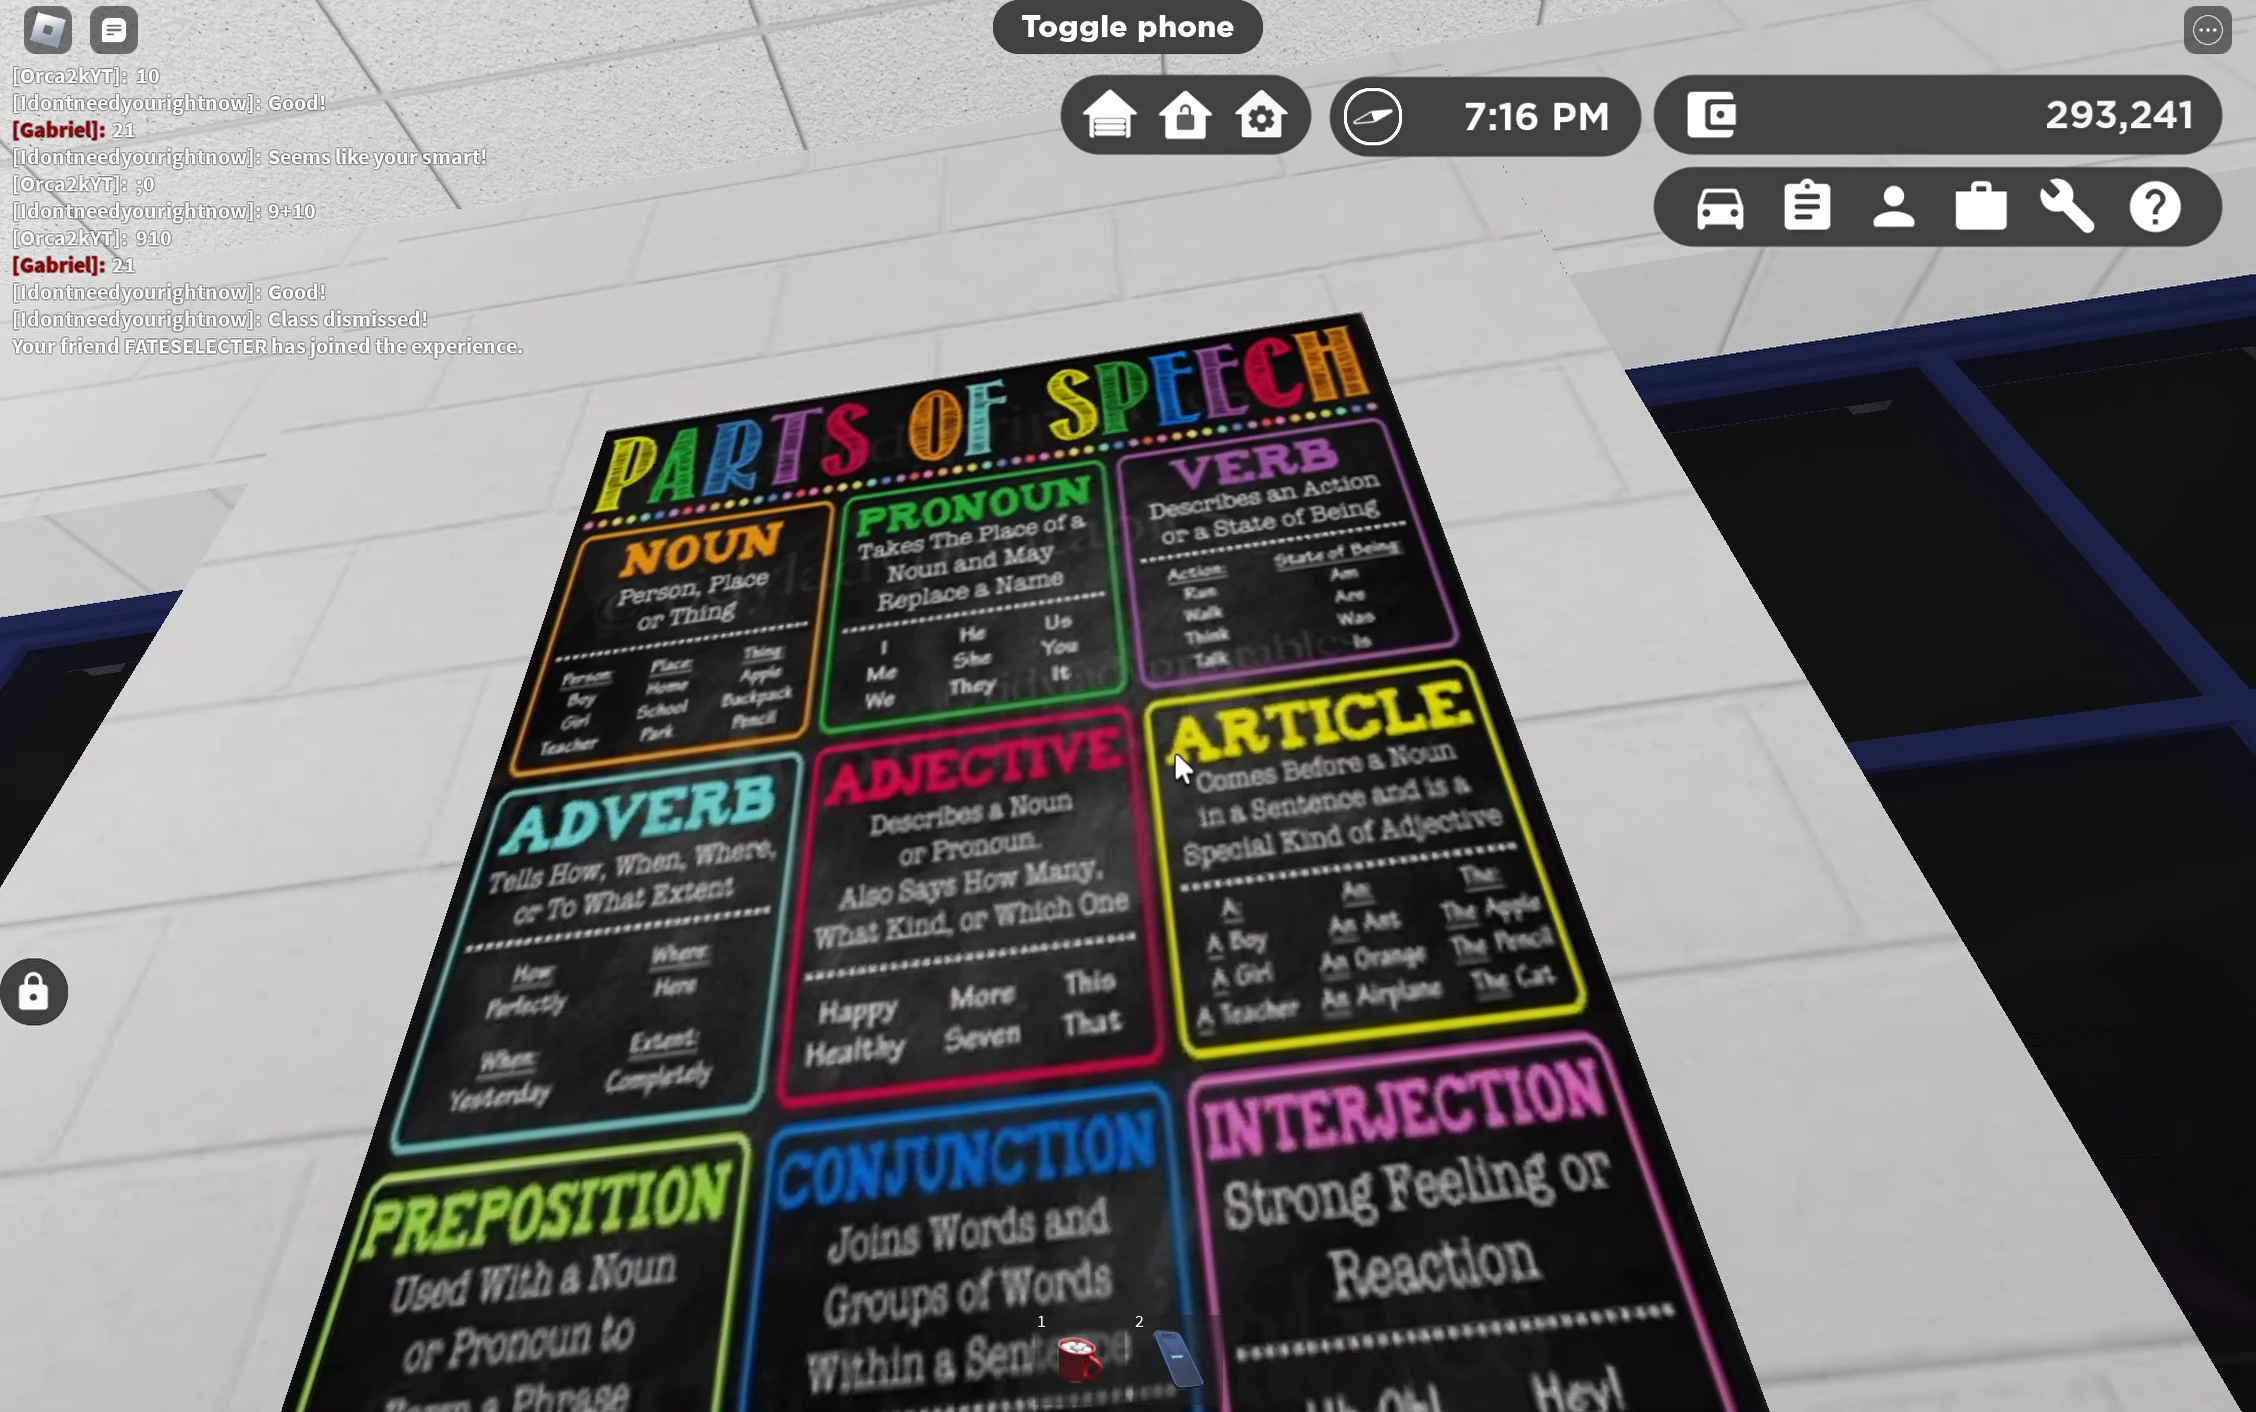 Toggle phone
[Orca2kYT]: 10
[Idontneedyourightnow]: Good!
[Gabriel]: 21
[Idontneedyourightnow]: Seems like your smart!
[Orca2kYT]: ;0
[Idontneedyourightnow]: 9+10
[Orca2kYT]: 910
[Gabriel]: 21
[Idontneedyourightnow]: Good!
[Idontneedyourightnow]: Class dismissed!
Your friend FATESELECTER has joined the experience.
7:16 PM
293,241
PARTS OF SPEECH
NOUN
Person, Place
or Thing
Person: Place: Thing:
Boy Home Apple
Girl School Backpack
Teacher Park Pencil
PRONOUN
Takes The Place of a
Noun and May
Replace a Name
I He Us
Me She You
We They It
VERB
Describes an Action
or a State of Being
Action: State of Being:
Run Am
Walk Are
Think Was
Talk Is
ADVERB
Tells How, When, Where,
or To What Extent
How: Where:
Perfectly Here
When: Extent:
Yesterday Completely
ADJECTIVE
Describes a Noun
or Pronoun.
Also Says How Many,
What Kind, or Which One
Happy More This
Healthy Seven That
ARTICLE
Comes Before a Noun
in a Sentence and is a
Special Kind of Adjective
A: An: The:
A Boy An Ant The Apple
A Girl An Orange The Pencil
A Teacher An Airplane The Cat
PREPOSITION
Used With a Noun
or Pronoun to
Form a Phrase
CONJUNCTION
Joins Words and
Groups of Words
Within a Sentence
INTERJECTION
Strong Feeling or
Reaction
Uh-Oh! Hey!
1 2